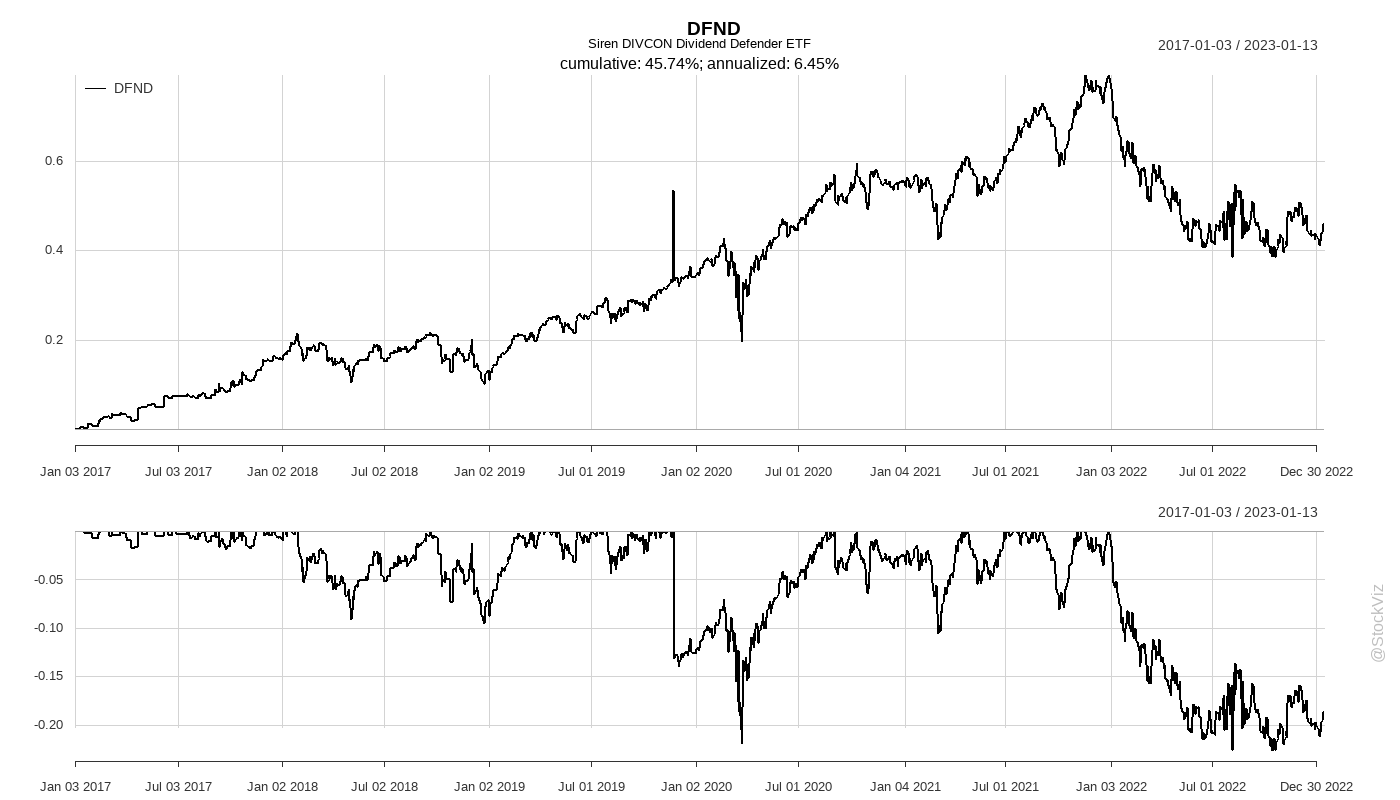 DFND
Siren DIVCON Dividend Defender ETF
cumulative: 45.74%; annualized: 6.45%
2017-01-03 / 2023-01-13
DFND
0.6
0.4
0.2
Jan 03 2017 Jul 03 2017 Jan 02 2018 Jul 02 2018 Jan 02 2019 Jul 01 2019 Jan 02 2020 Jul 01 2020 Jan 04 2021 Jul 01 2021 Jan 03 2022 Jul 01 2022 Dec 30 2022
2017-01-03 / 2023-01-13
-0.05
-0.10
-0.15
-0.20
Jan 03 2017 Jul 03 2017 Jan 02 2018 Jul 02 2018 Jan 02 2019 Jul 01 2019 Jan 02 2020 Jul 01 2020 Jan 04 2021 Jul 01 2021 Jan 03 2022 Jul 01 2022 Dec 30 2022
@StockViz